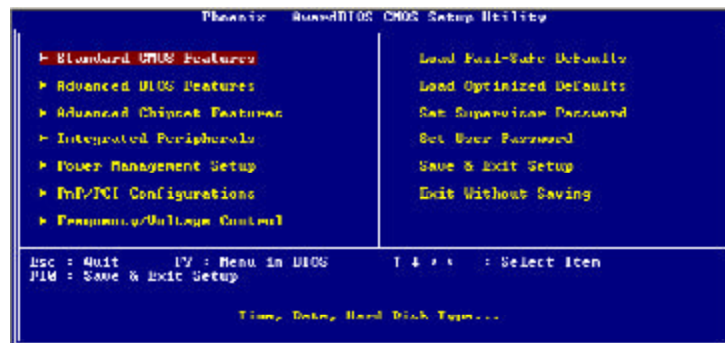 Phoenix - AwardBIOS CMOS Setup Utility
► Standard CMOS Features
► Advanced BIOS Features
► Advanced Chipset Features
► Integrated Peripherals
► Power Management Setup
► PnP/PCI Configurations
► Frequency/Voltage Control
Load Fail-Safe Defaults
Load Optimized Defaults
Set Supervisor Password
Set User Password
Save & Exit Setup
Exit Without Saving
Esc : Quit F9 : Menu in BIOS ↑ ↓ → ← : Select Item
F10 : Save & Exit Setup
Time, Date, Hard Disk Type...